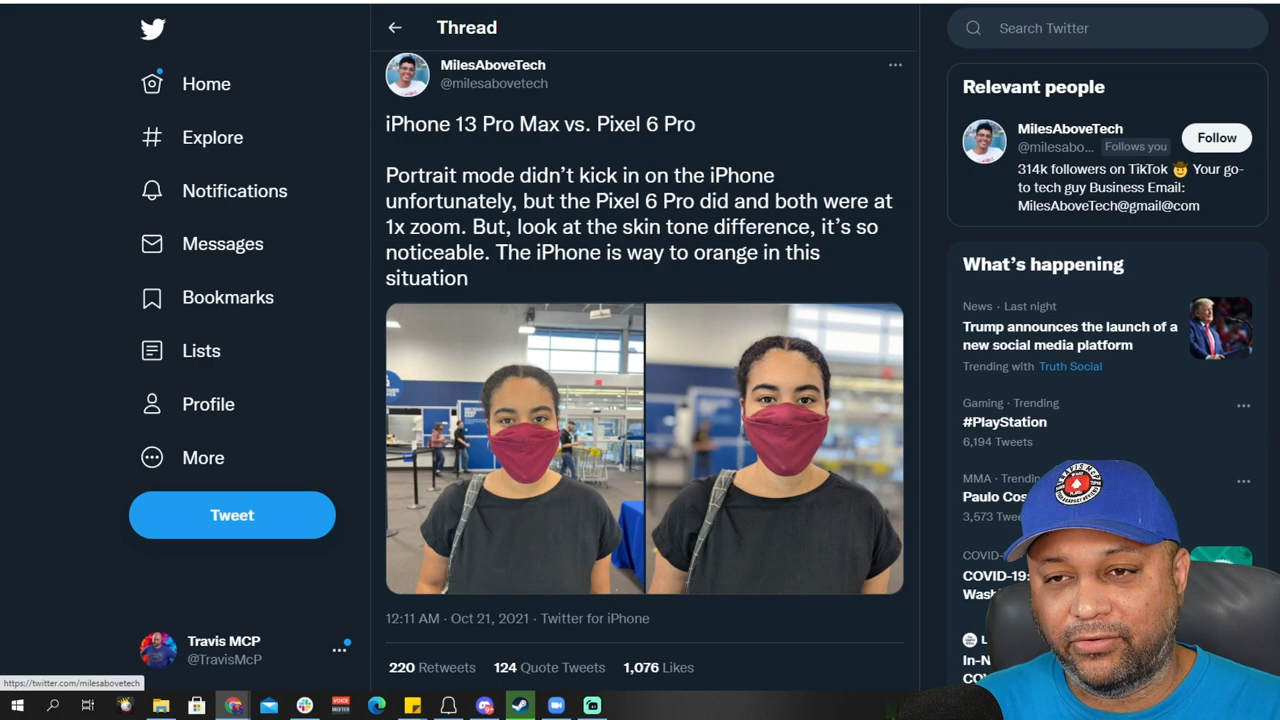 Home
Explore
Notifications
Messages
Bookmarks
Lists
Profile
More
Tweet
Travis MCP
@TravisMcP
https://twitter.com/milesabovetech
Thread
MilesAboveTech
@milesabovetech
iPhone 13 Pro Max vs. Pixel 6 Pro
Portrait mode didn’t kick in on the iPhone
unfortunately, but the Pixel 6 Pro did and both were at
1x zoom. But, look at the skin tone difference, it’s so
noticeable. The iPhone is way to orange in this
situation
12:11 AM · Oct 21, 2021 · Twitter for iPhone
220 Retweets 124 Quote Tweets 1,076 Likes
Search Twitter
Relevant people
MilesAboveTech
@milesabo... Follows you
Follow
314k followers on TikTok 🤠 Your go-
to tech guy Business Email:
MilesAboveTech@gmail@com
What’s happening
News · Last night
Trump announces the launch of a
new social media platform
Trending with Truth Social
Gaming · Trending
#PlayStation
6,194 Tweets
MMA · Trendin
Paulo Cos
3,573 Twe
COVID-
COVID-19:
Wash
In-N
TRAVIS MCP